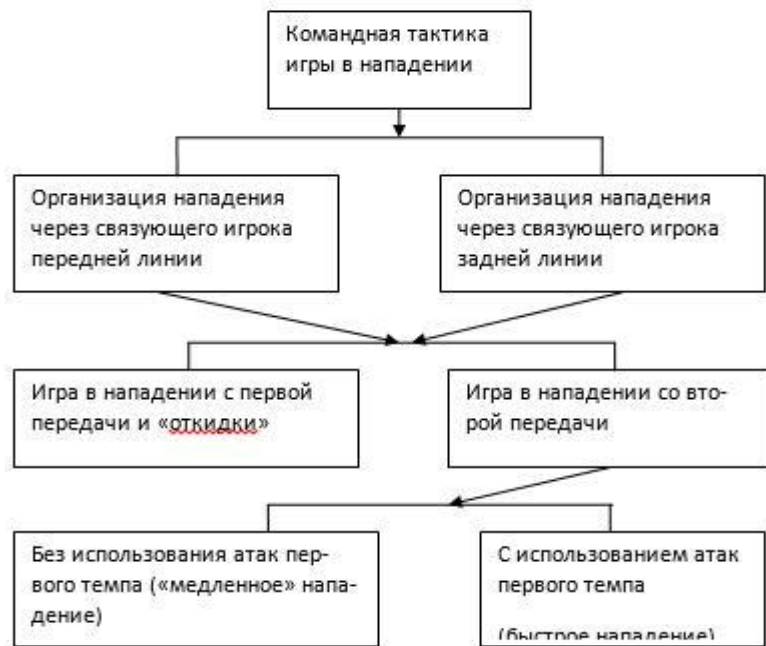 Командная тактика
игры в нападении
Организация нападения
через связующего игрока
передней линии
Организация нападения
через связующего игрока
задней линии
Игра в нападении с первой
передачи и «откидки»
Игра в нападении со вто-
рой передачи
Без использования атак пер-
вого темпа («медленное» напа-
дение)
С использованием атак
первого темпа
(быстрое нападение)